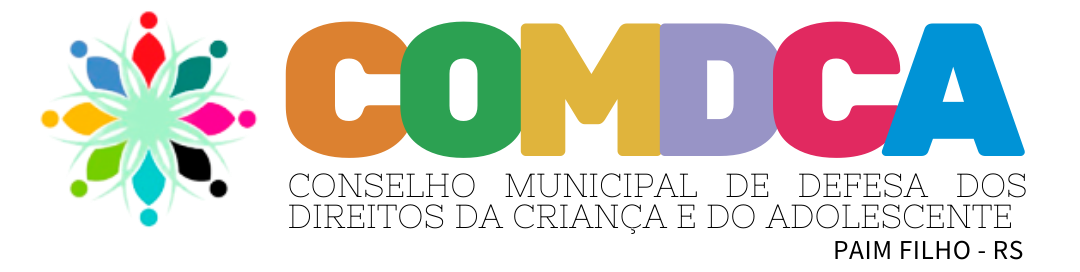 COMDCA
CONSELHO MUNICIPAL DE DEFESA DOS
DIREITOS DA CRIANÇA E DO ADOLESCENTE
PAIM FILHO - RS